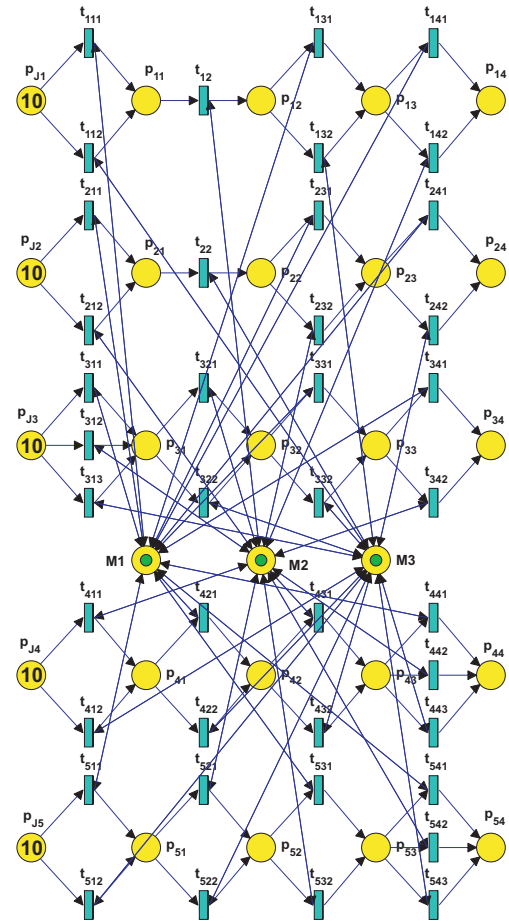 t111 t131 t141
pJ1 p11 t12 p12 p13 p14
10
t112 t132 t142
t211 t231 t241
pJ2 p21 t22 p22 p23 p24
10
t212 t232 t242
t311 t321 t331 t341
pJ3 t312 p31 p32 p33 p34
10
t313 t322 t332 t342
M1 M2 M3
t411 t421 t431 t441
pJ4 p41 p42 p43 t442 p44
10
t412 t422 t432 t443
t511 t521 t531 t541
pJ5 p51 p52 p53 t542 p54
10
t512 t522 t532 t543